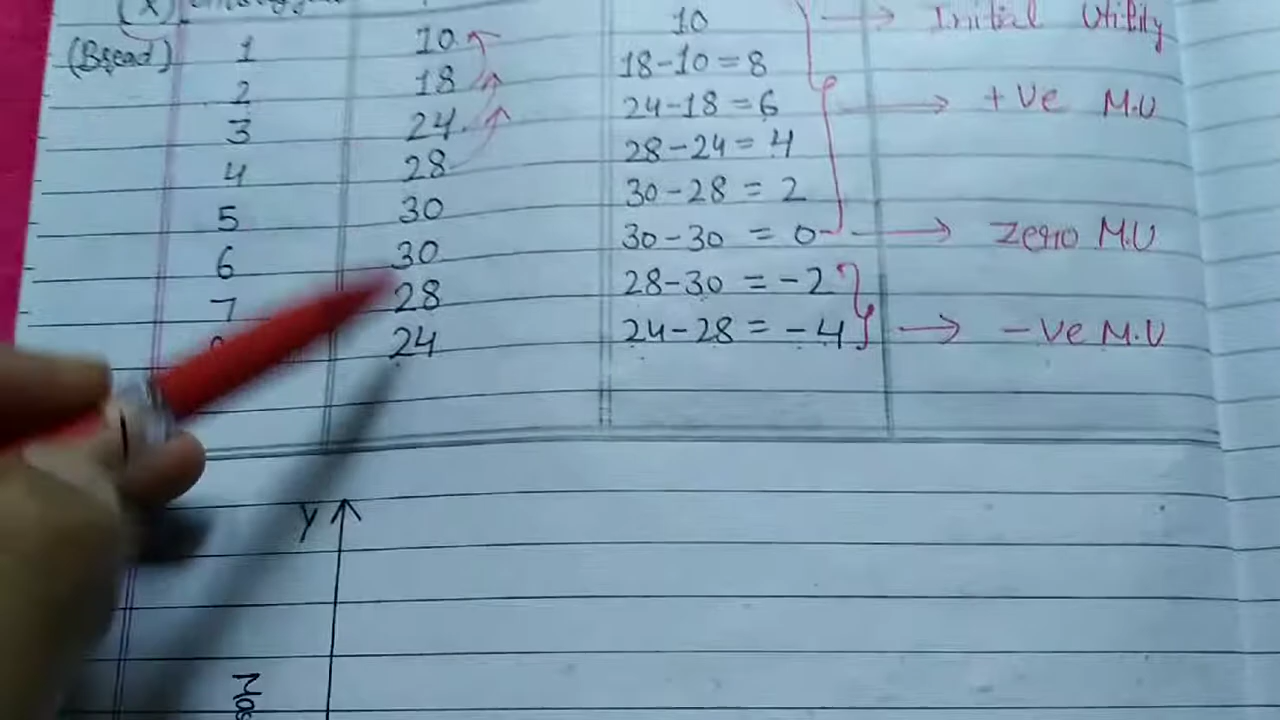 (X)
10 Initial Utility
(Bread) 1 10 18-10=8
2 18 24-18=6 +ve M.U
3 24 28-24=4
4 28 30-28=2
5 30 30-30=0 Zero M.U
6 30 28-30=-2
7 28 24-28=-4 -ve M.U
24
Y